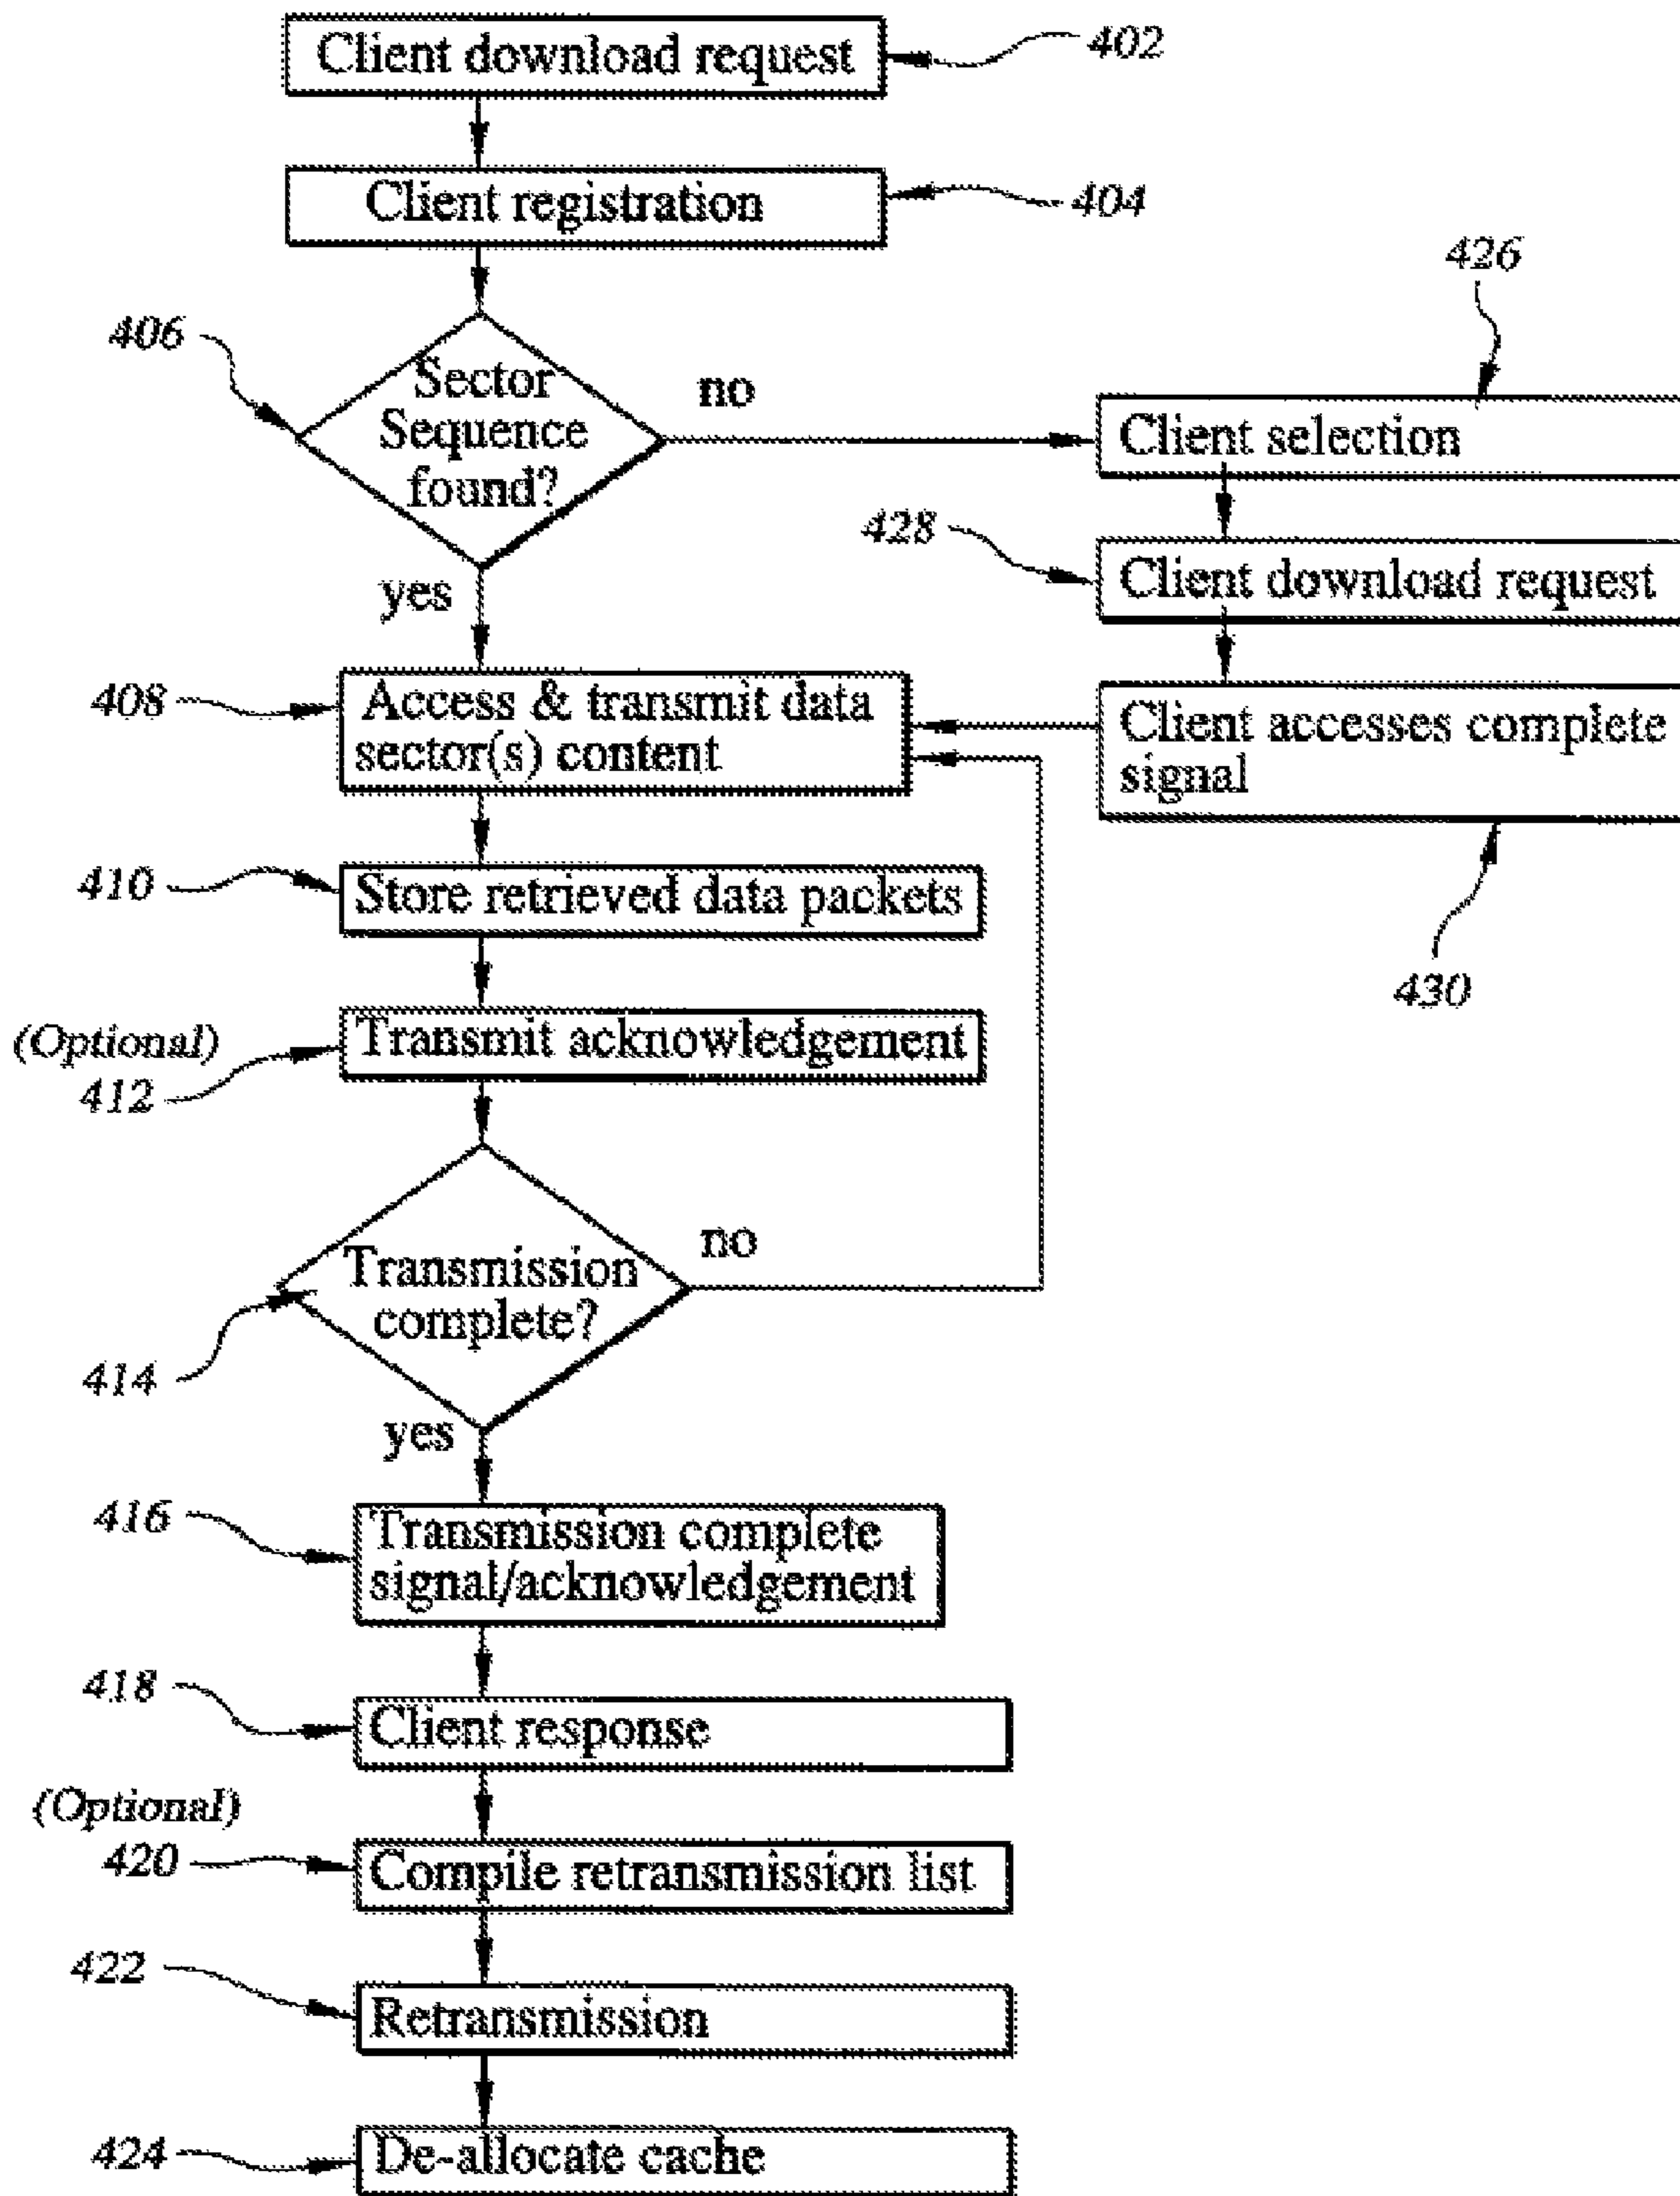 Client download request
402
Client registration
404
426
406
Sector
Sequence
found?
no
Client selection
428
Client download request
yes
408
Access & transmit data
sector(s) content
Client accesses complete
signal
430
410
Store retrieved data packets
(Optional)
412
Transmit acknowledgement
no
Transmission
complete?
414
yes
416
Transmission complete
signal/acknowledgement
418
Client response
(Optional)
420
Compile retransmission list
422
Retransmission
424
De-allocate cache